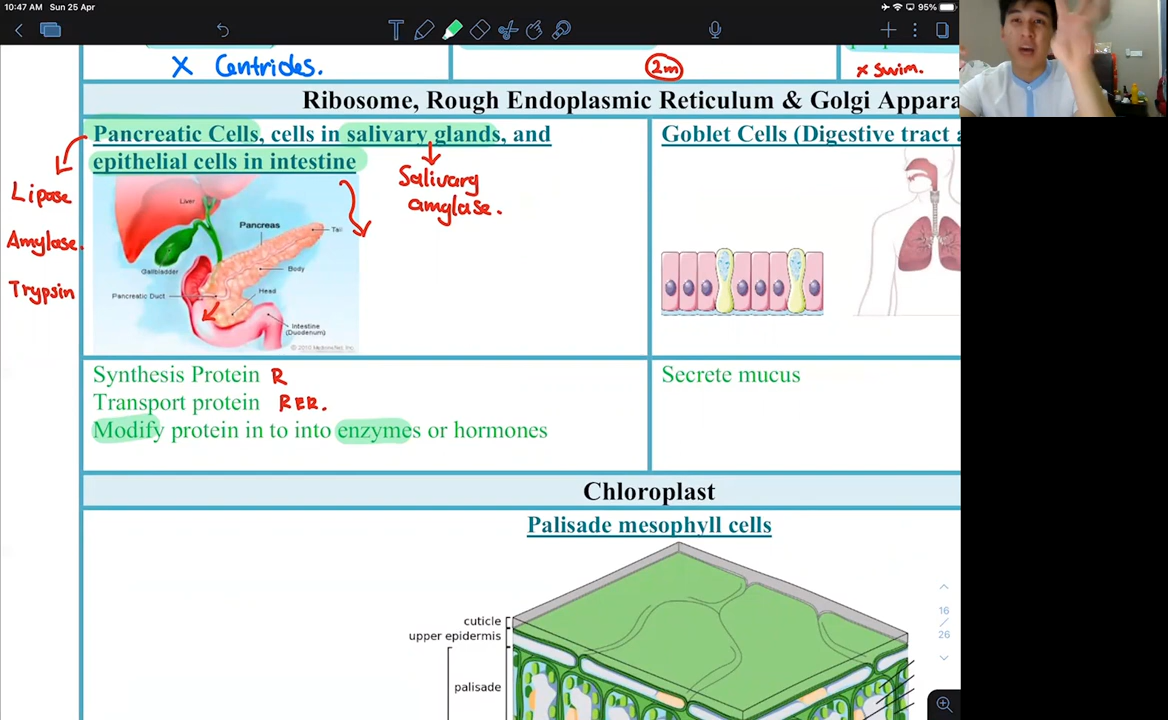 10:47 AM Sun 25 Apr
95%
X Centrides.
2m
x swim.
Ribosome, Rough Endoplasmic Reticulum & Golgi Appara
Pancreatic Cells, cells in salivary glands, and
epithelial cells in intestine
Goblet Cells (Digestive tract a
Lipase
Amylase.
Trypsin
Salivary
amylase.
Liver
Pancreas
Tail
Gallbladder
Body
Pancreatic Duct
Head
Intestine
(Duodenum)
Synthesis Protein R
Transport protein RER.
Modify protein in to into enzymes or hormones
Secrete mucus
Chloroplast
Palisade mesophyll cells
cuticle
upper epidermis
palisade
16
/
26